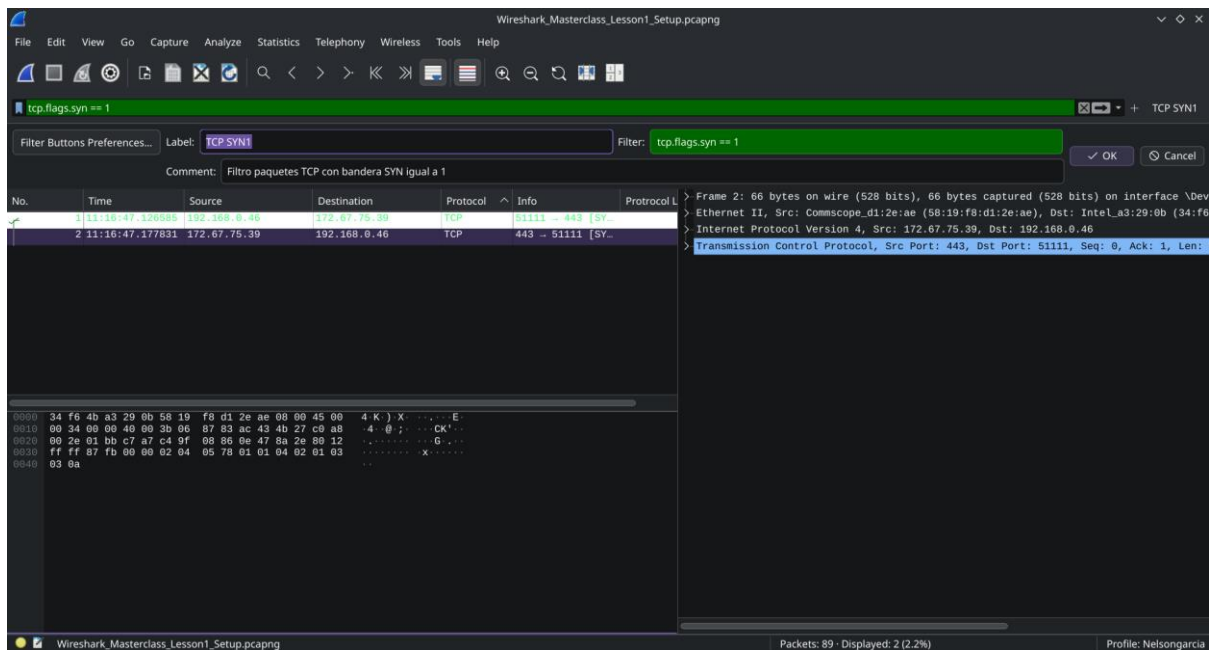 Wireshark_Masterclass_Lesson1_Setup.pcapng
File Edit View Go Capture Analyze Statistics Telephony Wireless Tools Help
tcp.flags.syn == 1 + TCP SYN1
Filter Buttons Preferences... Label: TCP SYN1 Filter: tcp.flags.syn == 1 OK Cancel
Comment: Filtro paquetes TCP con bandera SYN igual a 1
No. Time Source Destination Protocol Info Protrocol L
1 11:16:47.126585 192.168.0.46 172.67.75.39 TCP 51111 → 443 [SY…
2 11:16:47.177831 172.67.75.39 192.168.0.46 TCP 443 → 51111 [SY…
Frame 2: 66 bytes on wire (528 bits), 66 bytes captured (528 bits) on interface \Dev
Ethernet II, Src: Commscope_d1:2e:ae (58:19:f8:d1:2e:ae), Dst: Intel_a3:29:0b (34:f6
Internet Protocol Version 4, Src: 172.67.75.39, Dst: 192.168.0.46
Transmission Control Protocol, Src Port: 443, Dst Port: 51111, Seq: 0, Ack: 1, Len:
0000 34 f6 4b a3 29 0b 58 19 f8 d1 2e ae 08 00 45 00 4·K·)·X· ··.···E·
0010 00 34 00 00 40 00 3b 06 87 83 ac 43 4b 27 c0 a8 ·4··@·;· ···CK'··
0020 00 2e 01 bb c7 a7 c4 9f 08 86 0e 47 8a 2e 80 12 ·.······ ···G·.··
0030 ff ff 87 fb 00 00 02 04 05 78 01 01 04 02 01 03 ········ ·x······
0040 03 0a ··
Wireshark_Masterclass_Lesson1_Setup.pcapng Packets: 89 · Displayed: 2 (2.2%) Profile: Nelsongarcia